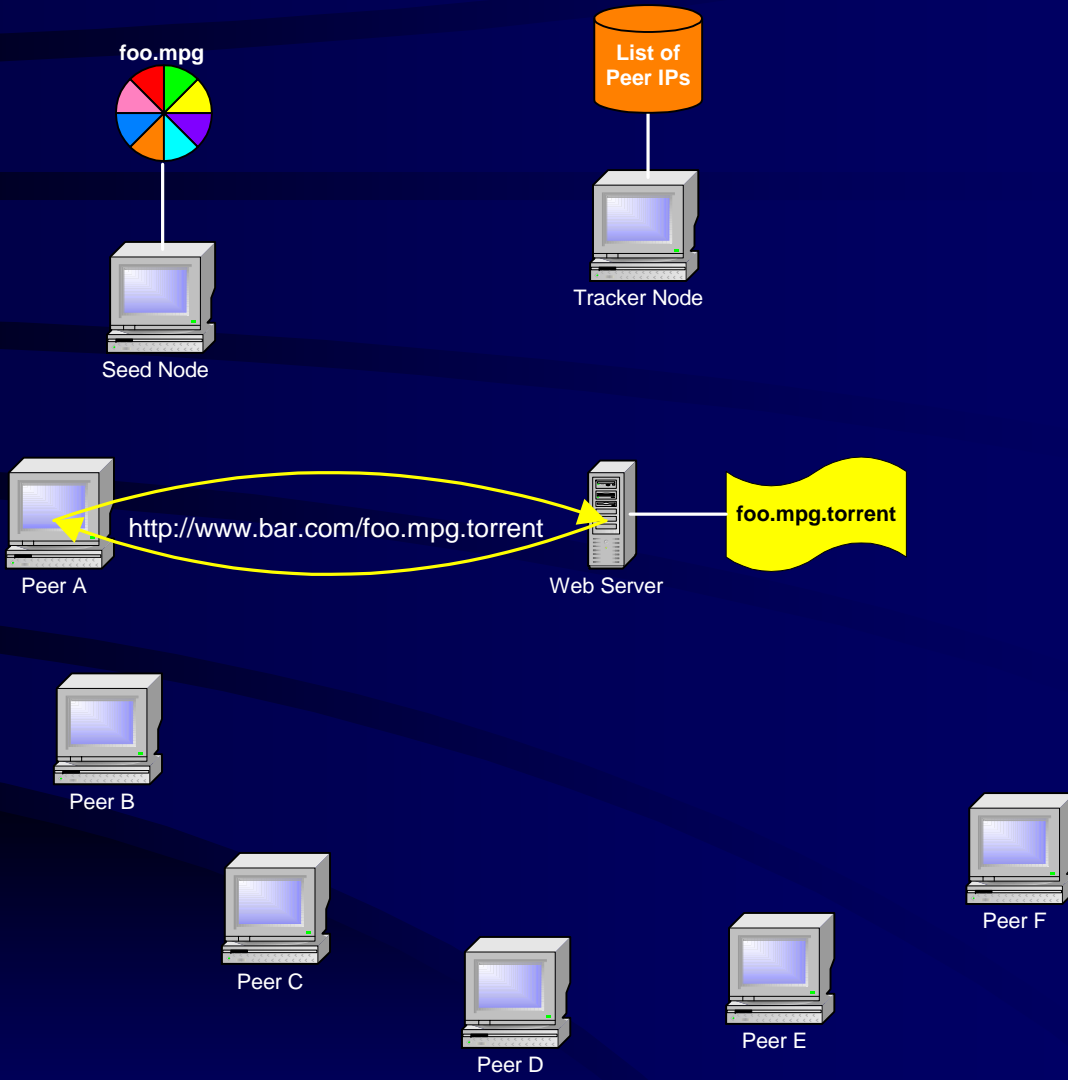 foo.mpg
List of
Peer IPs
Tracker Node
Seed Node
http://www.bar.com/foo.mpg.torrent
foo.mpg.torrent
Peer A
Web Server
Peer B
Peer F
Peer C
Peer E
Peer D